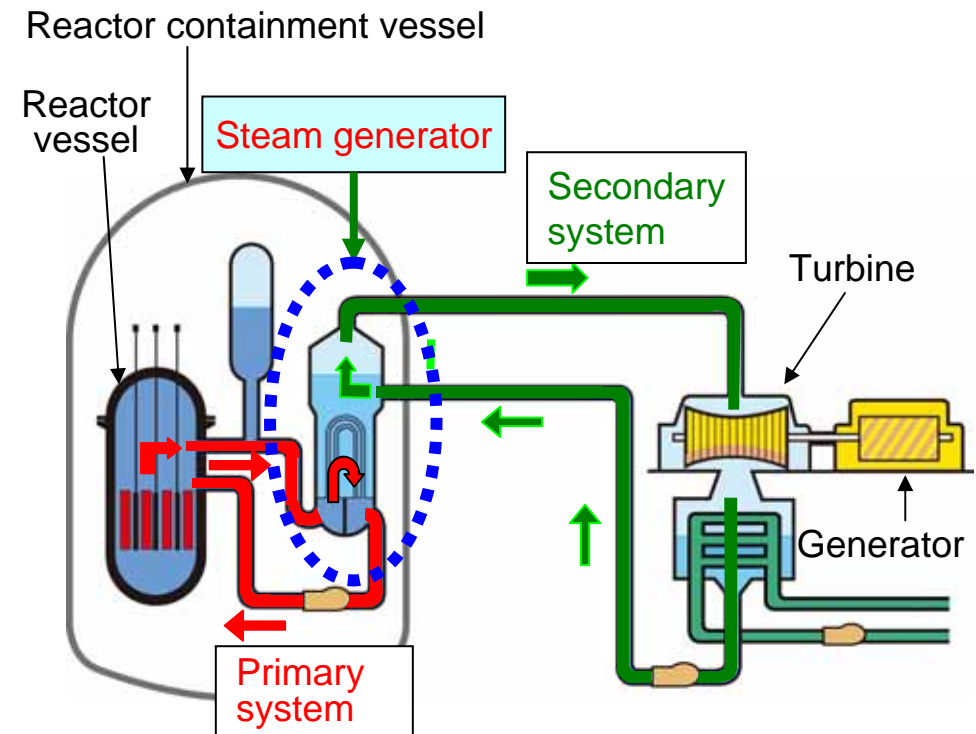 Reactor containment vessel
Reactor
vessel
Steam generator
Secondary
system
Turbine
Generator
Primary
system